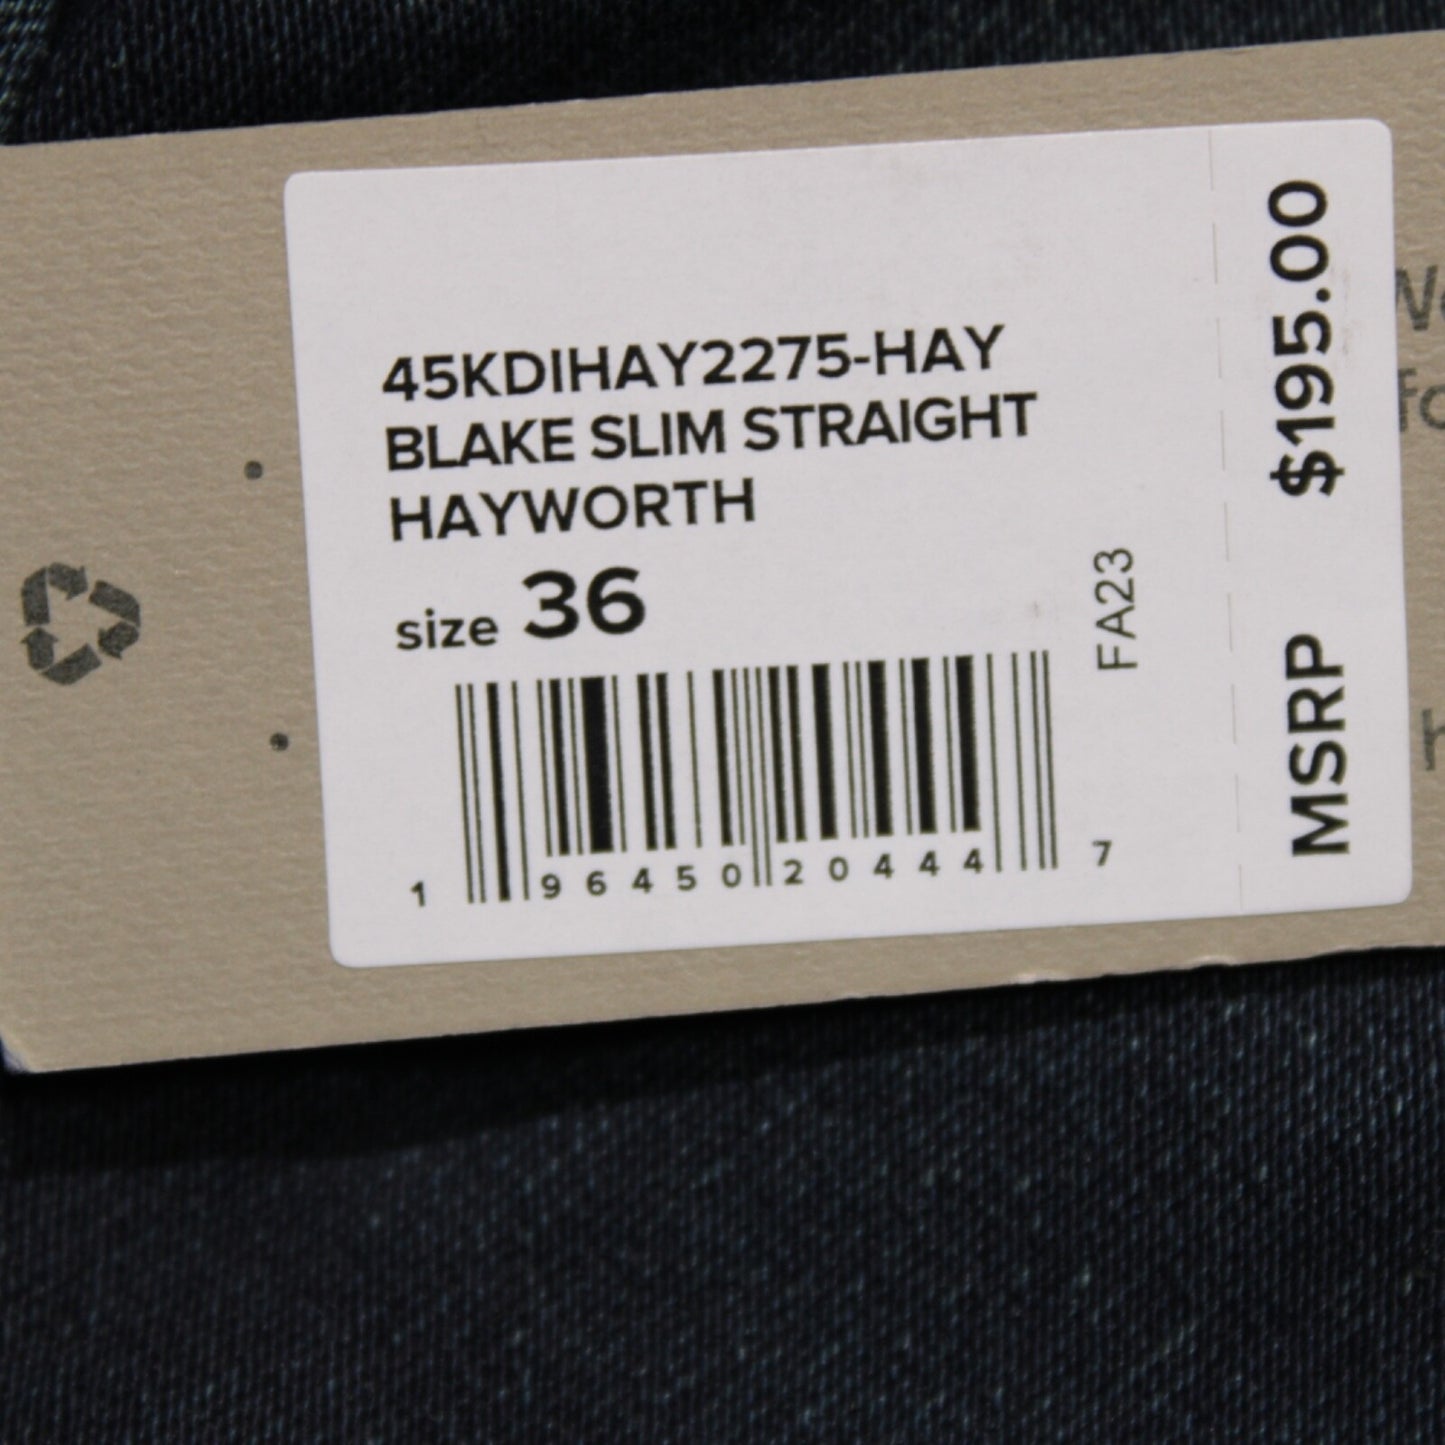 45KDIHAY2275-HAY
BLAKE SLIM STRAIGHT
HAYWORTH
size 36
FA23
1 96450 20444 7
MSRP $195.00